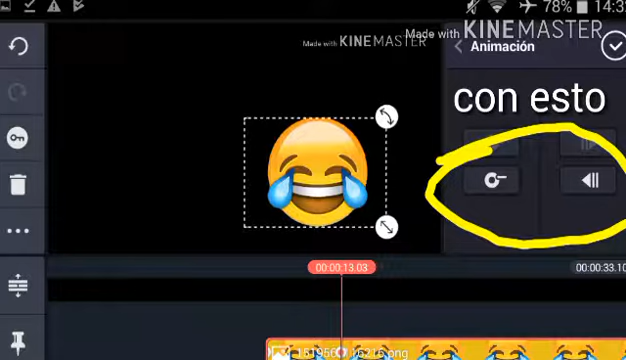 78% 14:3
Made with KINEMASTER
Made with KINEMASTER
Animación
con esto
00:00:13.03
00:00:33.10
16216.png